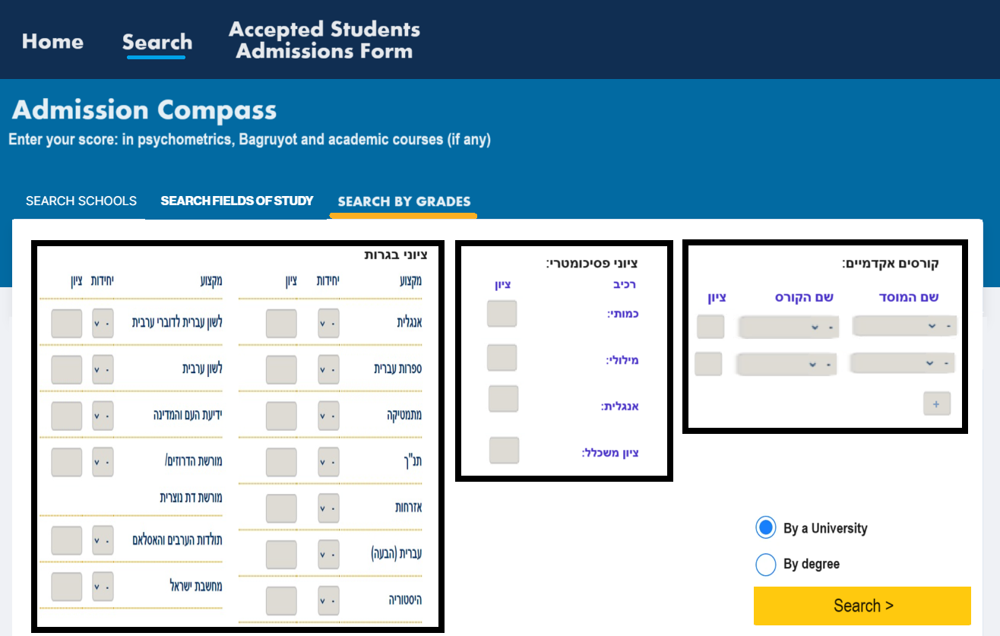 Home
Search
Accepted Students
Admissions Form
Admission Compass
Enter your score: in psychometrics, Bagruyot and academic courses (if any)
SEARCH SCHOOLS
SEARCH FIELDS OF STUDY
SEARCH BY GRADES
ציוני בגרות
מקצוע יחידות ציון
אנגלית
ספרות עברית
מתמטיקה
תנ"ך
אזרחות
עברית (הבעה)
היסטוריה
מקצוע יחידות ציון
לשון עברית לדוברי ערבית
לשון ערבית
ידיעת העם והמדינה
מורשת הדרוזים/
מורשת דת נוצרית
תולדות הערבים והאסלאם
מחשבת ישראל
ציוני פסיכומטרי:
רכיב ציון
כמותי:
מילולי:
אנגלית:
ציון משכלל:
קורסים אקדמיים:
שם המוסד שם הקורס ציון
+
By a University
By degree
Search >